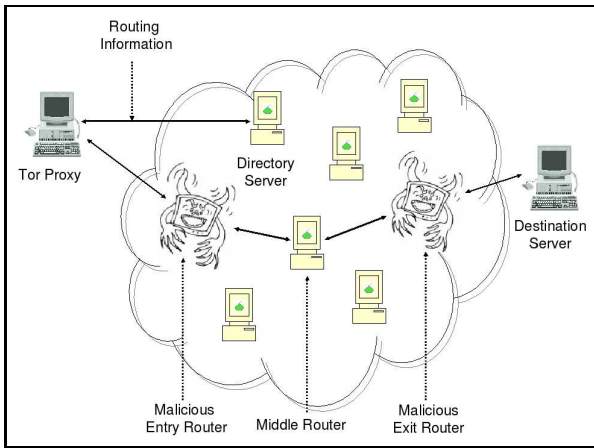 Routing
Information
Tor Proxy
Directory
Server
Destination
Server
Malicious
Entry Router
Middle Router
Malicious
Exit Router